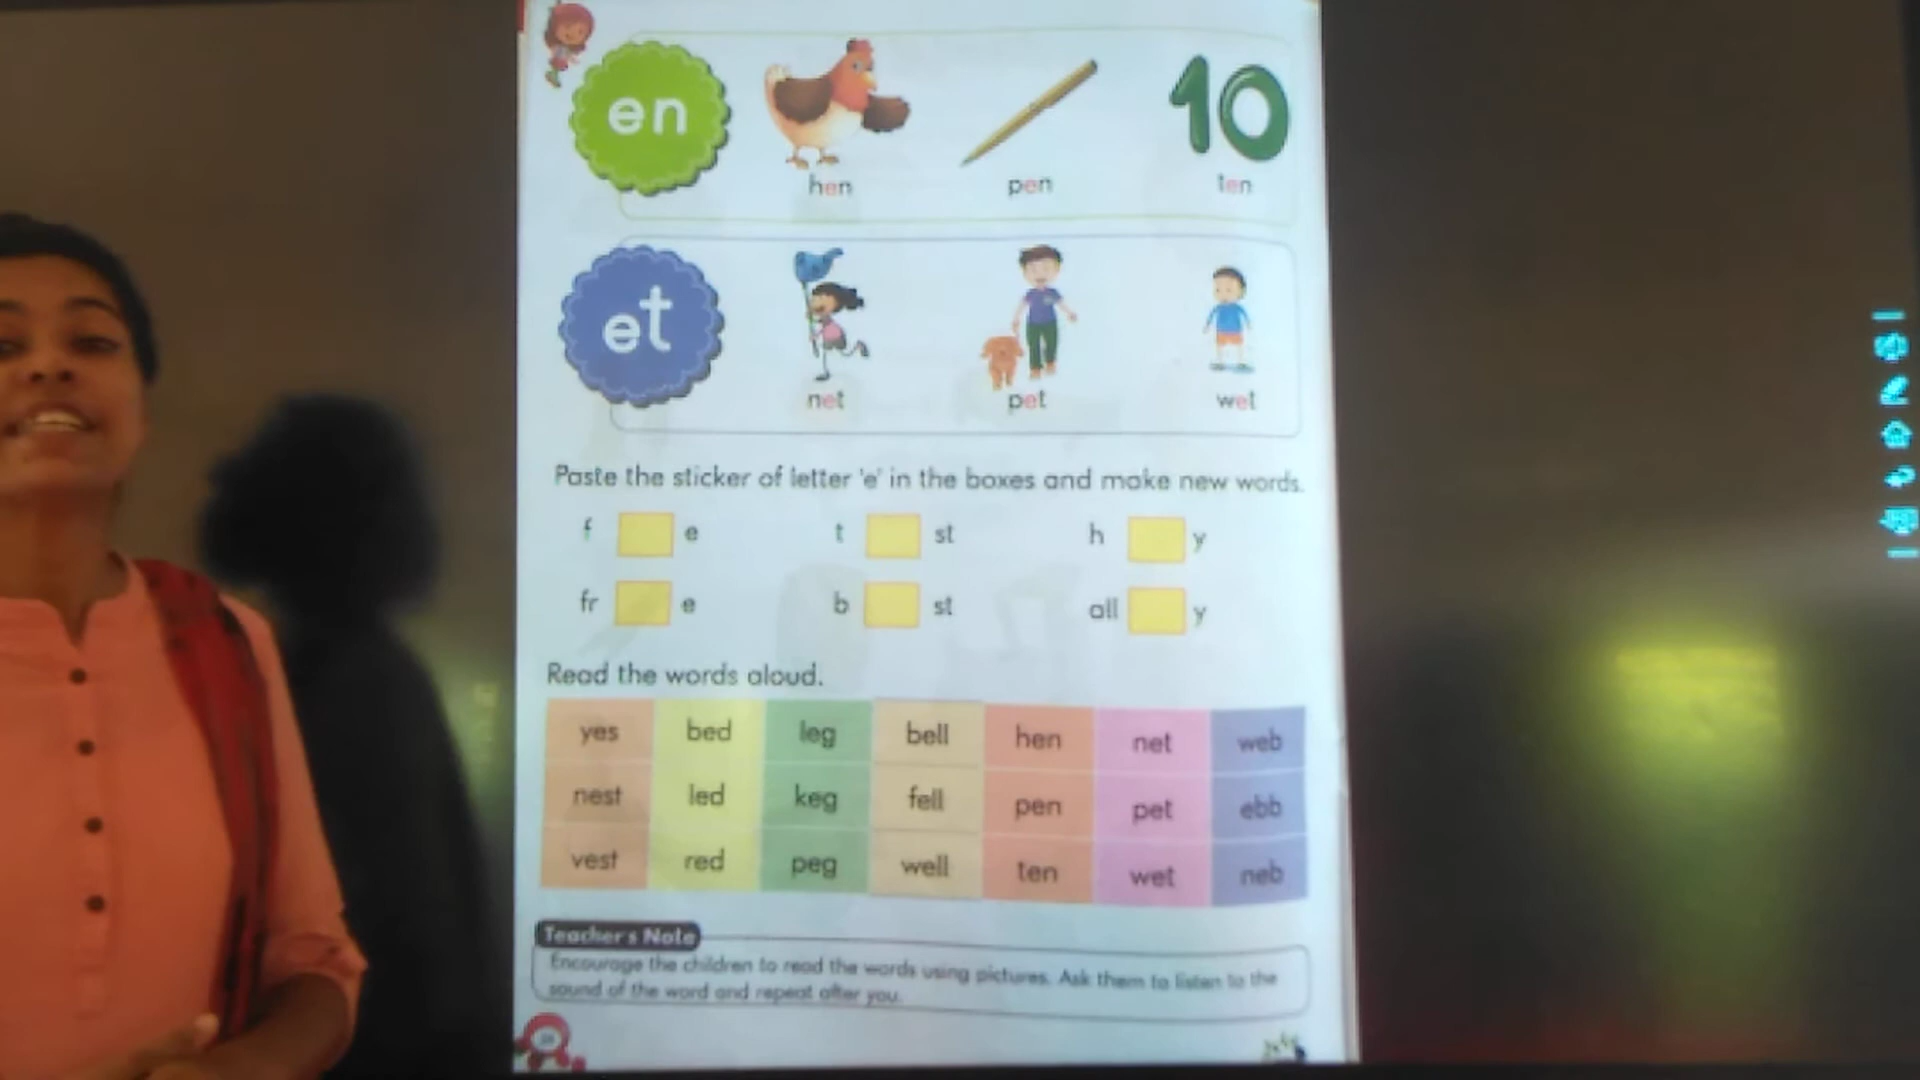 en
10
hen pen ten
et
net pet wet
Paste the sticker of letter 'e' in the boxes and make new words.
f e t st h y
fr e b st all y
Read the words aloud.
yes bed leg bell hen net web
nest led keg fell pen pet ebb
vest red peg well ten wet neb
Teacher's Note
Encourage the children to read the words using pictures. Ask them to listen to the
sound of the word and repeat after you.